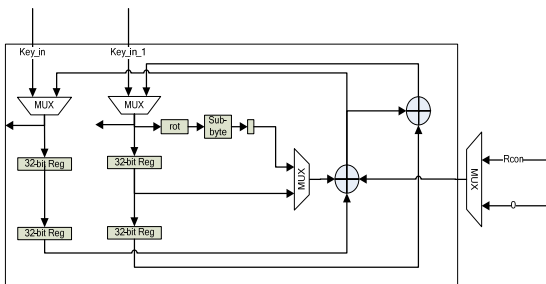 Key_in
Key_in_1
MUX
MUX
rot
Sub-
byte
32-bit Reg
32-bit Reg
MUX
MUX
Rcon
0
32-bit Reg
32-bit Reg